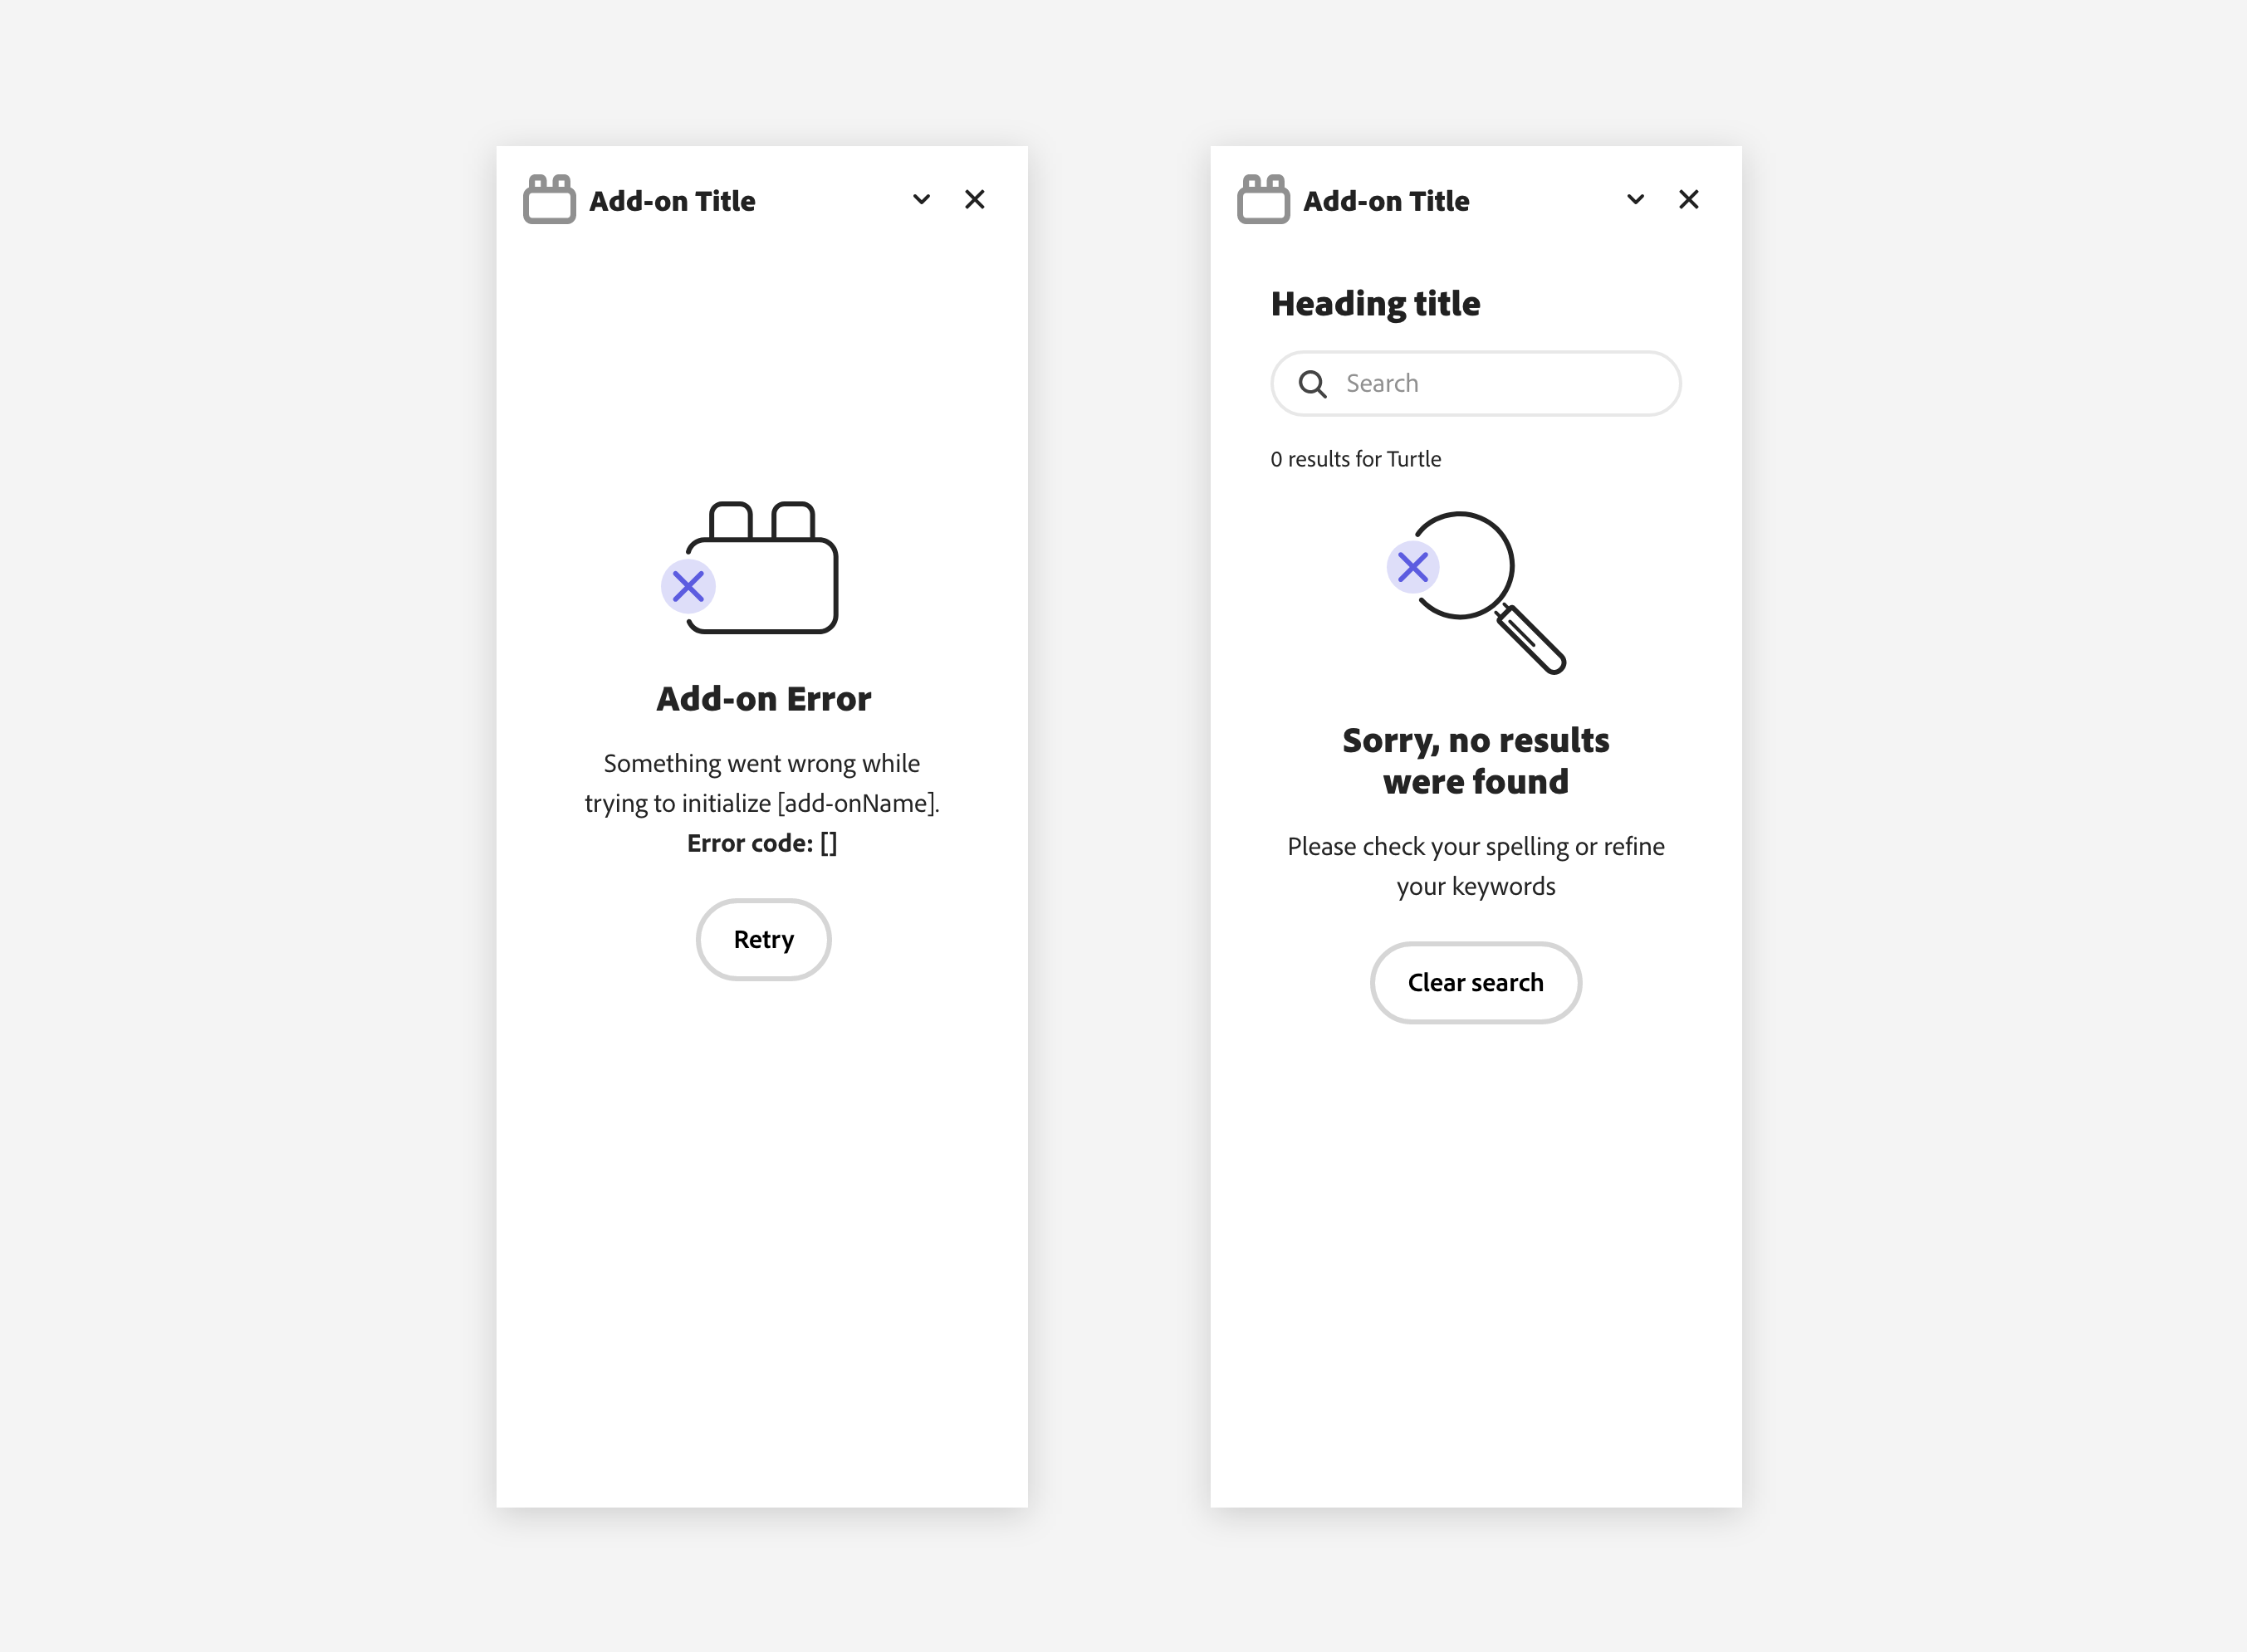 Add-on Title
Add-on Error
Something went wrong while
trying to initialize [add-onName].
Error code: []
Retry
Add-on Title
Heading title
Search
0 results for Turtle
Sorry, no results
were found
Please check your spelling or refine
your keywords
Clear search